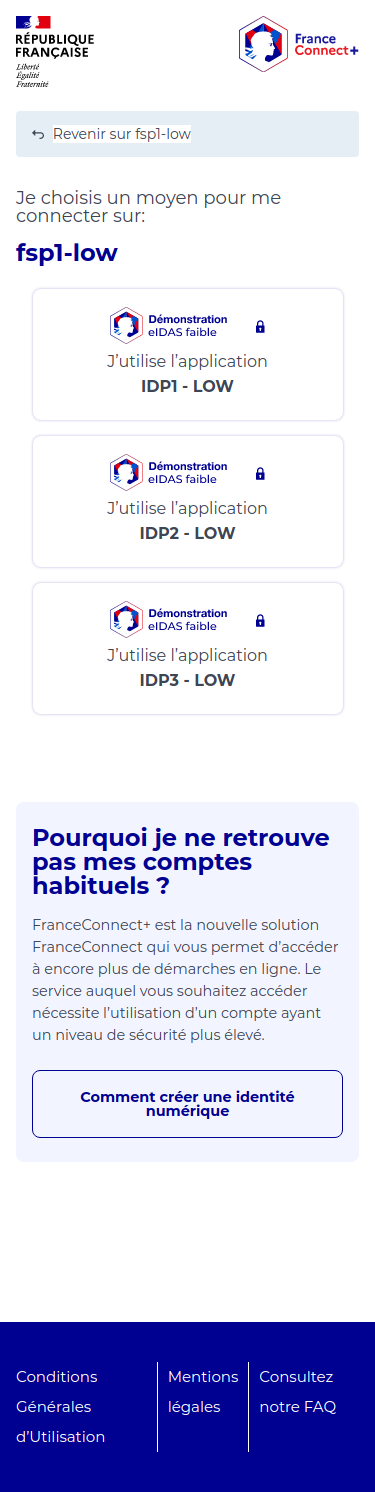 RÉPUBLIQUE
FRANÇAISE
Liberté
Égalité
Fraternité
France
Connect+
Revenir sur fsp1-low
Je choisis un moyen pour me
connecter sur:
fsp1-low
Démonstration
eIDAS faible
J’utilise l’application
IDP1 - LOW
Démonstration
eIDAS faible
J’utilise l’application
IDP2 - LOW
Démonstration
eIDAS faible
J’utilise l’application
IDP3 - LOW
Pourquoi je ne retrouve
pas mes comptes
habituels ?
FranceConnect+ est la nouvelle solution
FranceConnect qui vous permet d’accéder
à encore plus de démarches en ligne. Le
service auquel vous souhaitez accéder
nécessite l’utilisation d’un compte ayant
un niveau de sécurité plus élevé.
Comment créer une identité
numérique
Conditions
Générales
d’Utilisation
Mentions
légales
Consultez
notre FAQ